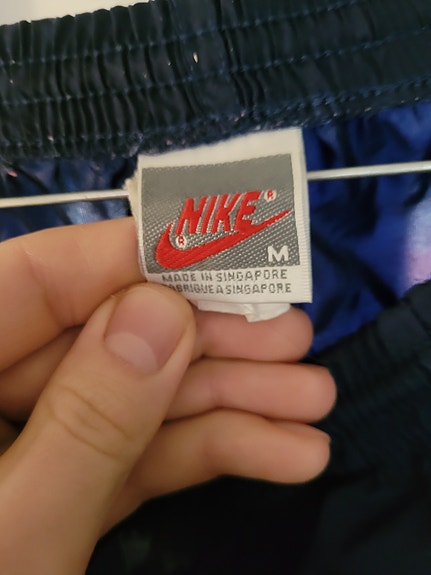 NIKE®
®
M
MADE IN SINGAPORE
FABRIQUE A SINGAPORE